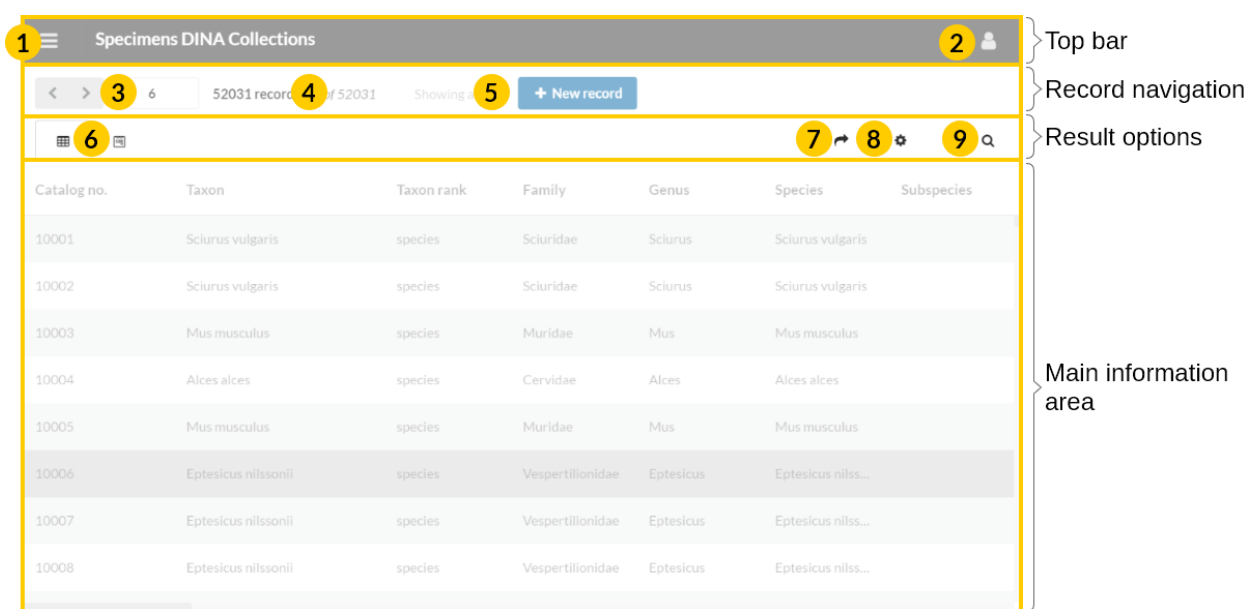 1 Specimens DINA Collections 2 Top bar
3 6 52031 record 4 of 52031 Showing 5 + New record Record navigation
6 7 8 9 Result options
Catalog no. Taxon Taxon rank Family Genus Species Subspecies
10001 Sciurus vulgaris species Sciuridae Sciurus Sciurus vulgaris
10002 Sciurus vulgaris species Sciuridae Sciurus Sciurus vulgaris
10003 Mus musculus species Muridae Mus Mus musculus
10004 Alces alces species Cervidae Alces Alces alces
Main information
area
10005 Mus musculus species Muridae Mus Mus musculus
10006 Eptesicus nilssonii species Vespertilionidae Eptesicus Eptesicus nilss...
10007 Eptesicus nilssonii species Vespertilionidae Eptesicus Eptesicus nilss...
10008 Eptesicus nilssonii species Vespertilionidae Eptesicus Eptesicus nilss...